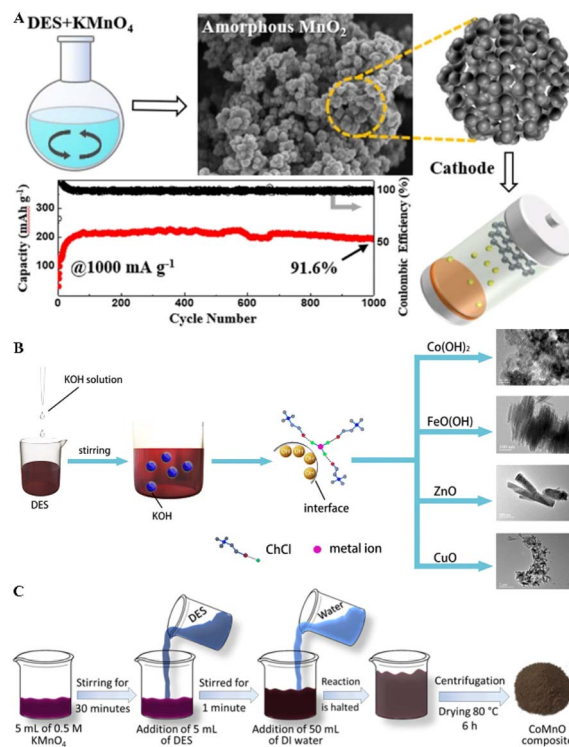 A
DES+KMnO₄
Amorphous MnO₂
Cathode
Capacity (mAh g⁻¹)
300
200
100
@1000 mA g⁻¹
91.6%
100
50
Coulombic Efficiency (%)
0 200 400 600 800 1000
Cycle Number
B
KOH solution
DES
stirring
KOH
interface
ChCl
metal ion
Co(OH)₂
FeO(OH)
ZnO
CuO
C
DES
Water
Stirring for
30 minutes
Stirred for
1 minute
Reaction
is halted
Centrifugation
Drying 80 °C
6 h
5 mL of 0.5 M
KMnO₄
Addition of 5 mL
of DES
Addition of 50 mL
of DI water
CoMnO
composite